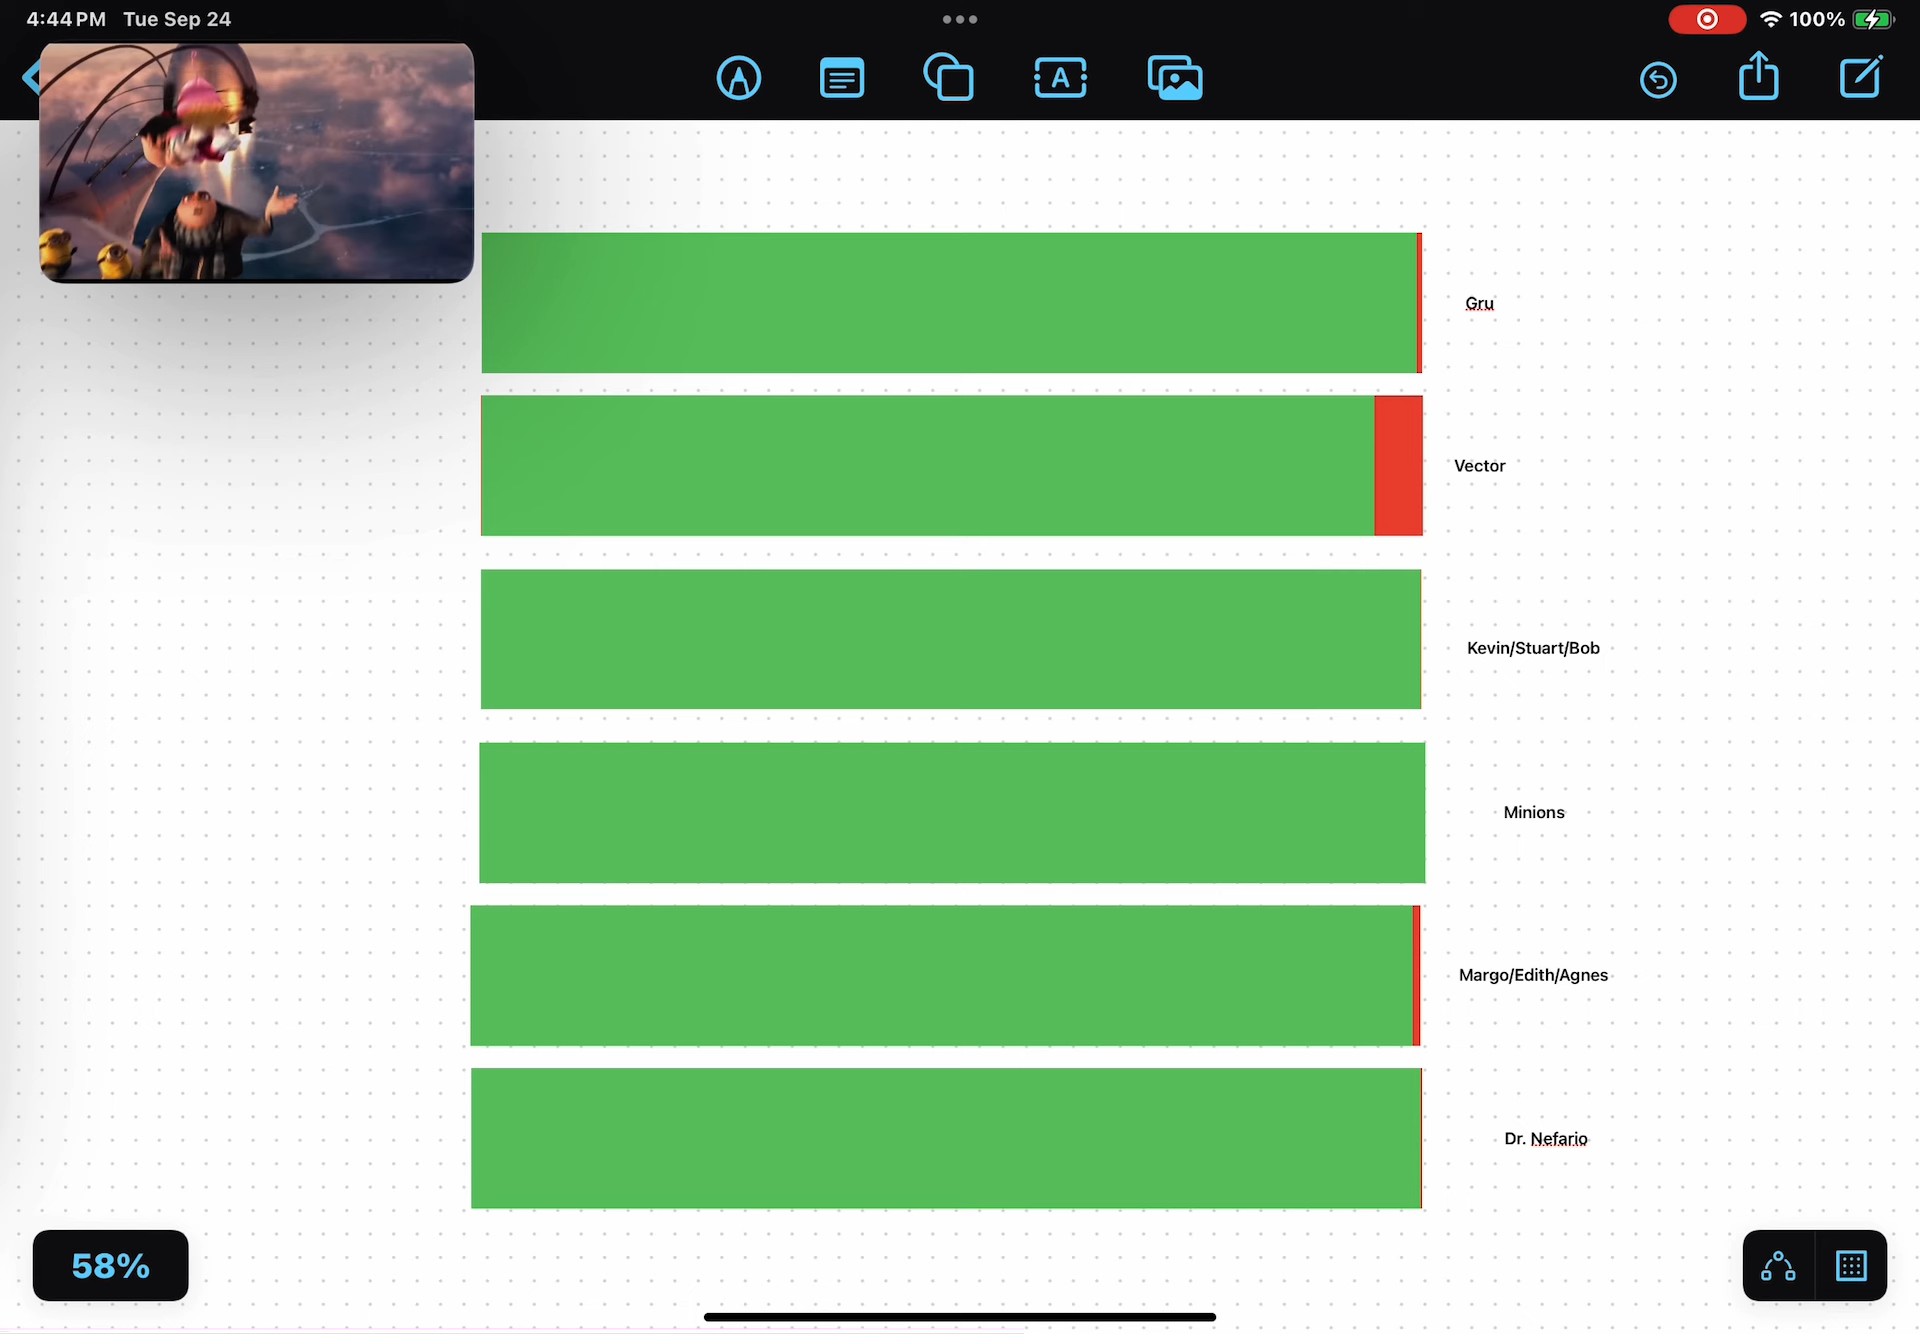 4:44 PM Tue Sep 24
100%
A
Gru
Vector
Kevin/Stuart/Bob
Minions
Margo/Edith/Agnes
Dr. Nefario
58%